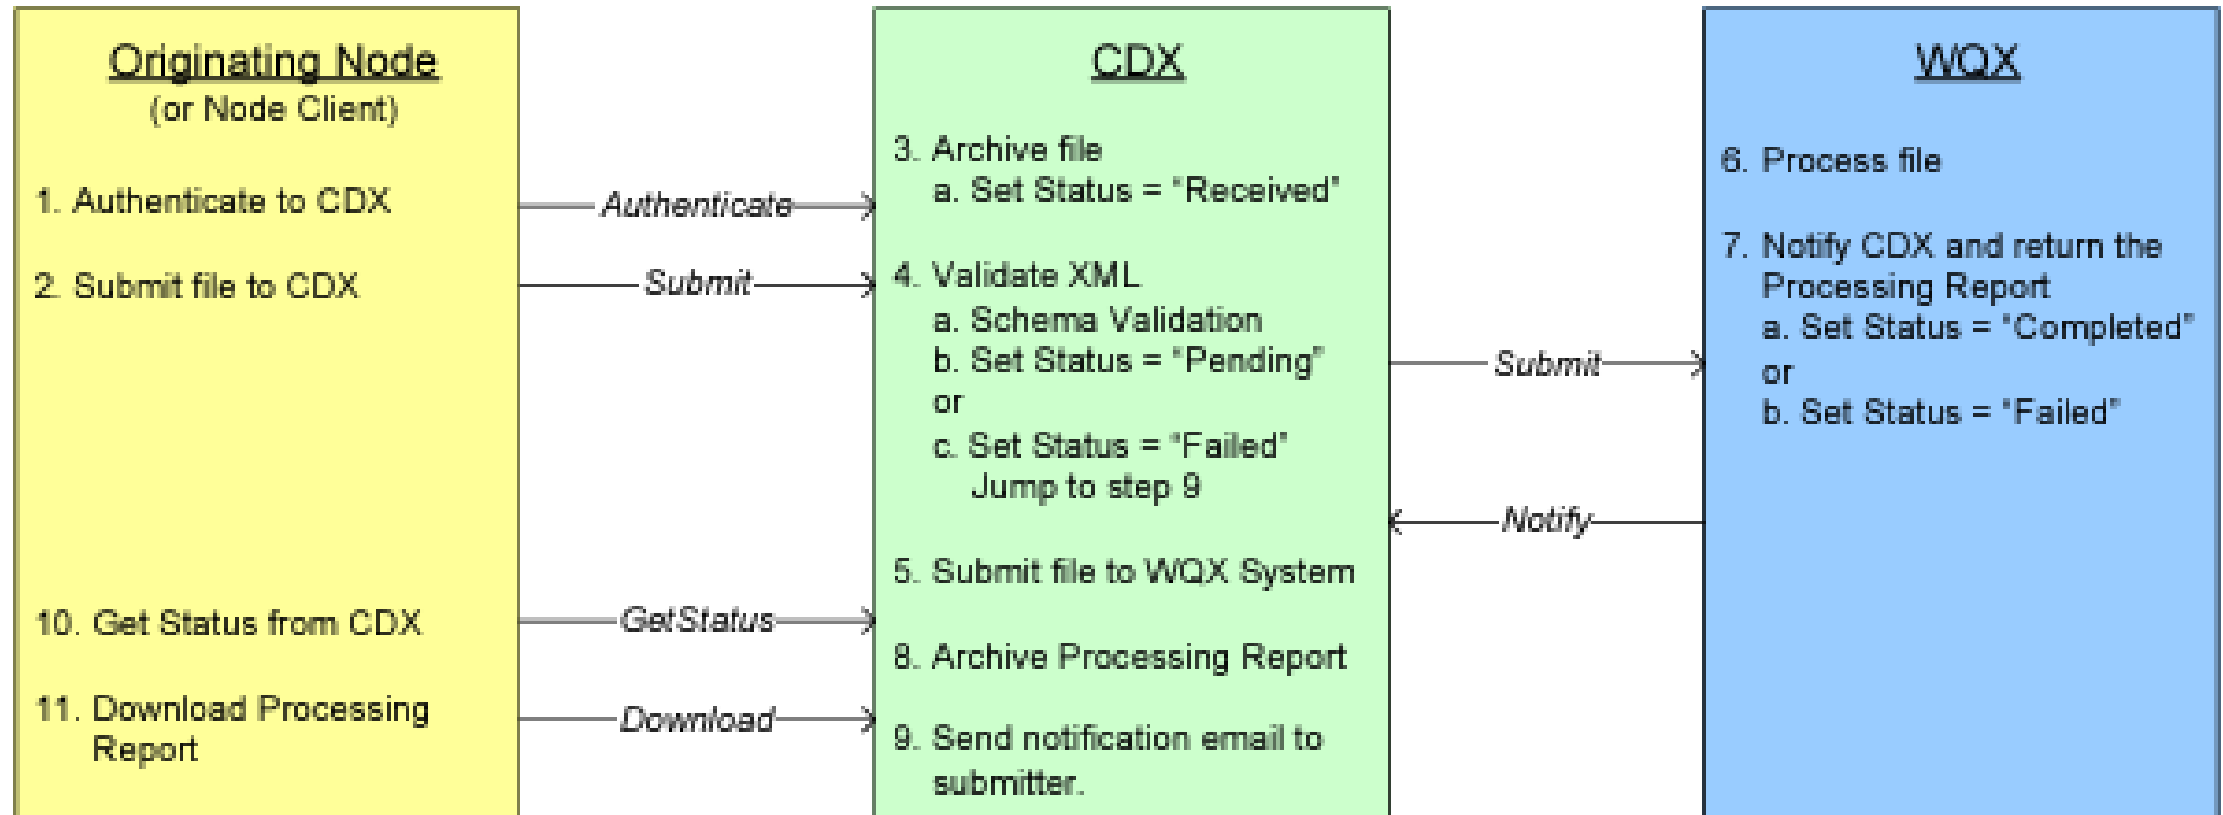 Originating Node
(or Node Client)
1. Authenticate to CDX
2. Submit file to CDX
10. Get Status from CDX
11. Download Processing
Report
Authenticate
Submit
GetStatus
Download
CDX
3. Archive file
a. Set Status = "Received"
4. Validate XML
a. Schema Validation
b. Set Status = "Pending"
or
c. Set Status = "Failed"
Jump to step 9
5. Submit file to WQX System
8. Archive Processing Report
9. Send notification email to
submitter.
Submit
Notify
WQX
6. Process file
7. Notify CDX and return the
Processing Report
a. Set Status = "Completed"
or
b. Set Status = "Failed"